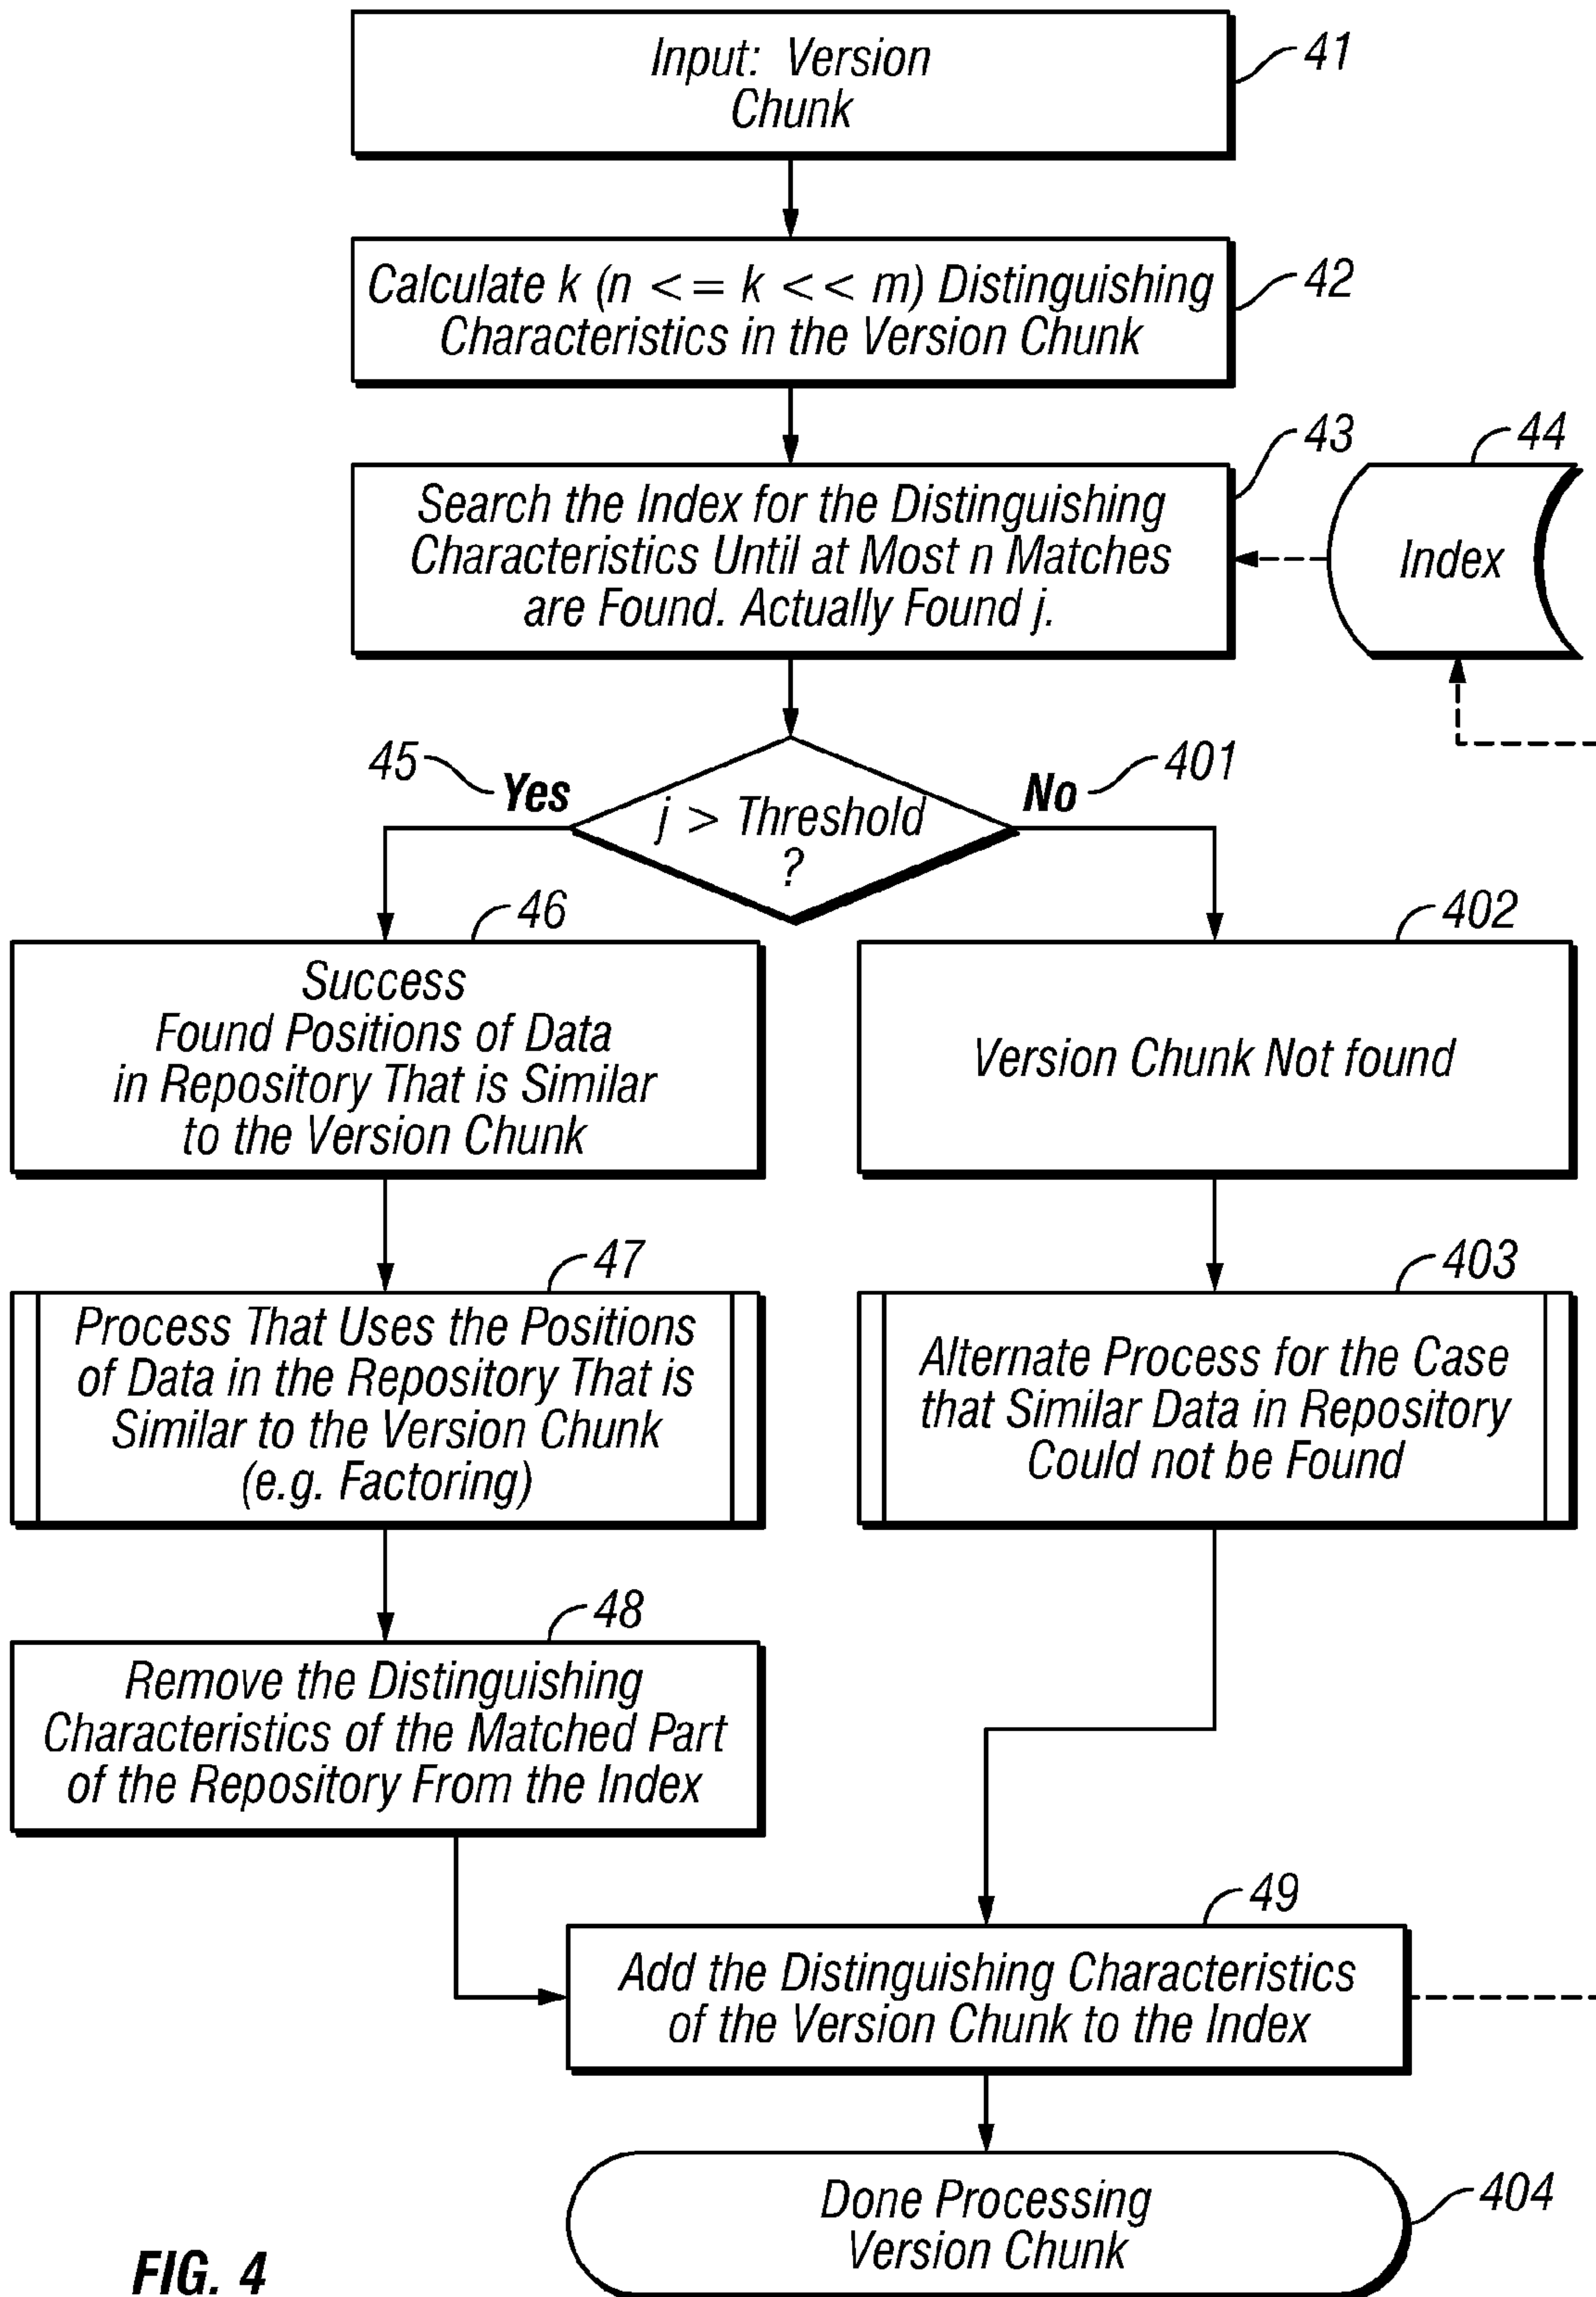 Input: Version
Chunk
41
Calculate k (n <= k << m) Distinguishing
Characteristics in the Version Chunk
42
Search the Index for the Distinguishing
Characteristics Until at Most n Matches
are Found. Actually Found j.
43
44
Index
45
Yes
j > Threshold
?
No
401
46
Success
Found Positions of Data
in Repository That is Similar
to the Version Chunk
402
Version Chunk Not found
47
Process That Uses the Positions
of Data in the Repository That is
Similar to the Version Chunk
(e.g. Factoring)
403
Alternate Process for the Case
that Similar Data in Repository
Could not be Found
48
Remove the Distinguishing
Characteristics of the Matched Part
of the Repository From the Index
49
Add the Distinguishing Characteristics
of the Version Chunk to the Index
Done Processing
Version Chunk
404
FIG. 4